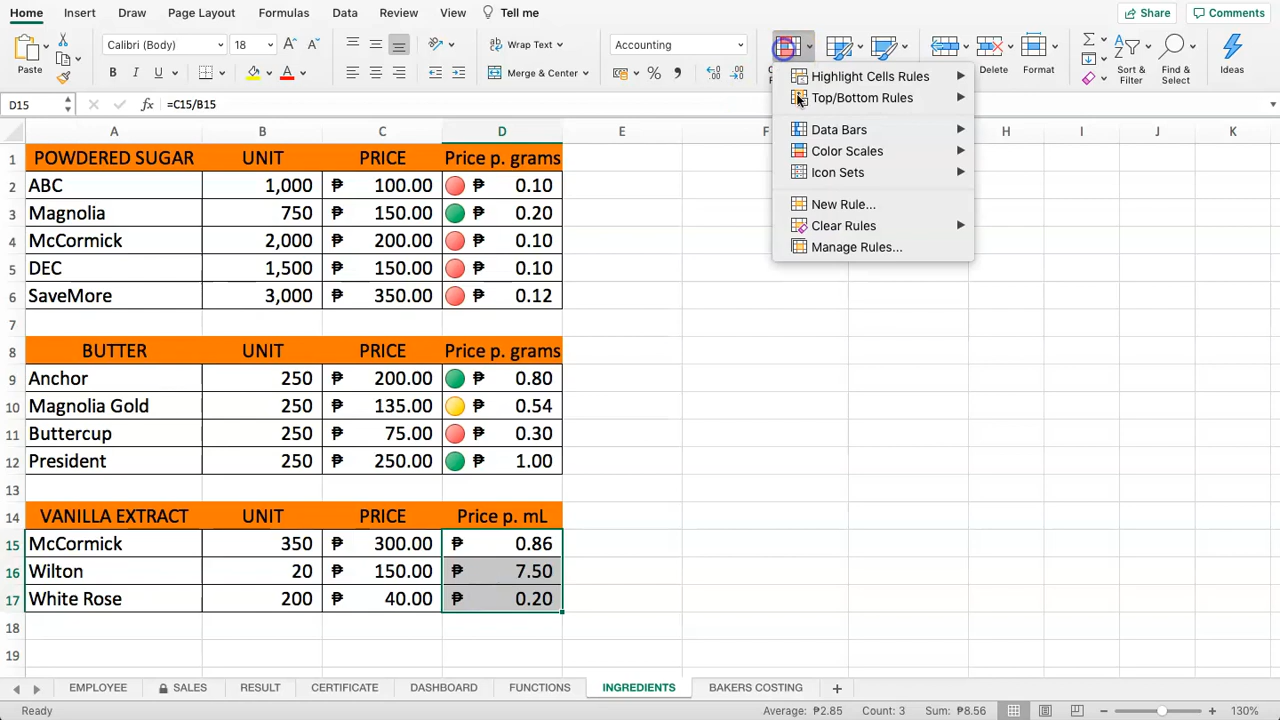 Home Insert Draw Page Layout Formulas Data Review View Tell me Share Comments
Paste Calibri (Body) 18 Wrap Text Accounting
B I U A Merge & Center % Delete Format Sort & Filter Find & Select Ideas
D15 fx =C15/B15
Highlight Cells Rules
Top/Bottom Rules
Data Bars
Color Scales
Icon Sets
New Rule...
Clear Rules
Manage Rules...
A B C D E F H I J K
1 POWDERED SUGAR UNIT PRICE Price p. grams
2 ABC 1,000 ₱ 100.00 ₱ 0.10
3 Magnolia 750 ₱ 150.00 ₱ 0.20
4 McCormick 2,000 ₱ 200.00 ₱ 0.10
5 DEC 1,500 ₱ 150.00 ₱ 0.10
6 SaveMore 3,000 ₱ 350.00 ₱ 0.12
7
8 BUTTER UNIT PRICE Price p. grams
9 Anchor 250 ₱ 200.00 ₱ 0.80
10 Magnolia Gold 250 ₱ 135.00 ₱ 0.54
11 Buttercup 250 ₱ 75.00 ₱ 0.30
12 President 250 ₱ 250.00 ₱ 1.00
13
14 VANILLA EXTRACT UNIT PRICE Price p. mL
15 McCormick 350 ₱ 300.00 ₱ 0.86
16 Wilton 20 ₱ 150.00 ₱ 7.50
17 White Rose 200 ₱ 40.00 ₱ 0.20
18
19
EMPLOYEE SALES RESULT CERTIFICATE DASHBOARD FUNCTIONS INGREDIENTS BAKERS COSTING
Ready Average: ₱2.85 Count: 3 Sum: ₱8.56 130%